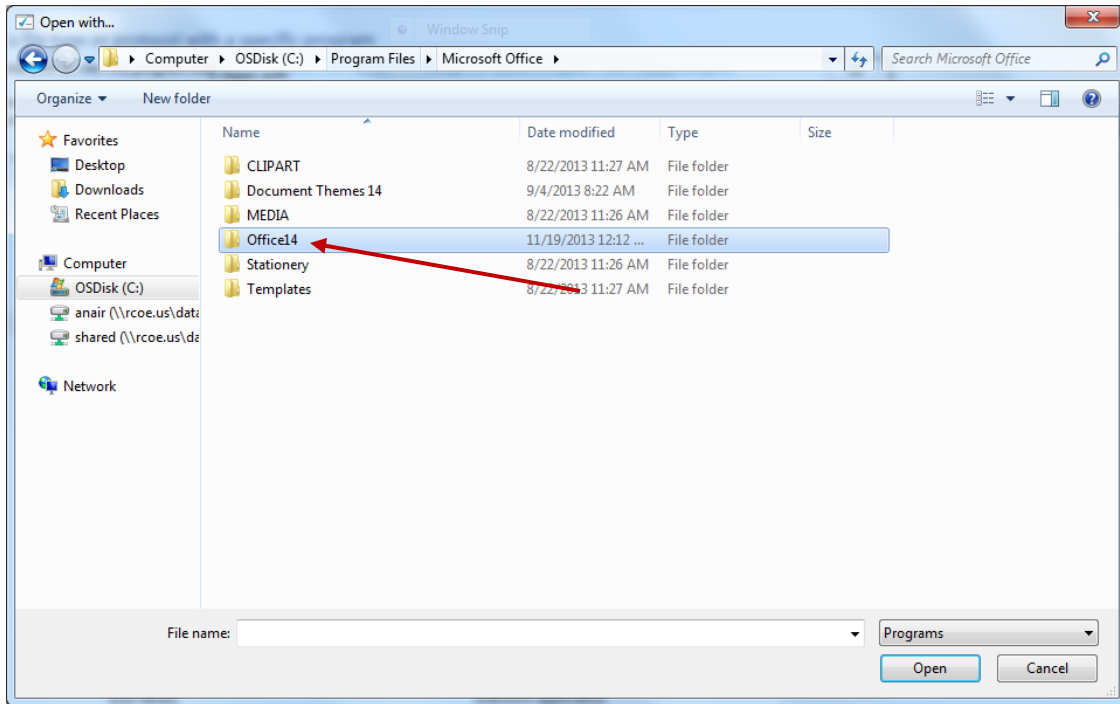 Open with...
Window Snip
Computer OSDisk (C:) Program Files Microsoft Office
Search Microsoft Office
Organize New folder
Name Date modified Type Size
Favorites
Desktop
Downloads
Recent Places
Computer
OSDisk (C:)
anair (\\rcoe.us\data
shared (\\rcoe.us\da
Network
CLIPART 8/22/2013 11:27 AM File folder
Document Themes 14 9/4/2013 8:22 AM File folder
MEDIA 8/22/2013 11:26 AM File folder
Office14 11/19/2013 12:12 ... File folder
Stationery 8/22/2013 11:26 AM File folder
Templates 8/22/2013 11:27 AM File folder
File name:
Programs
Open Cancel